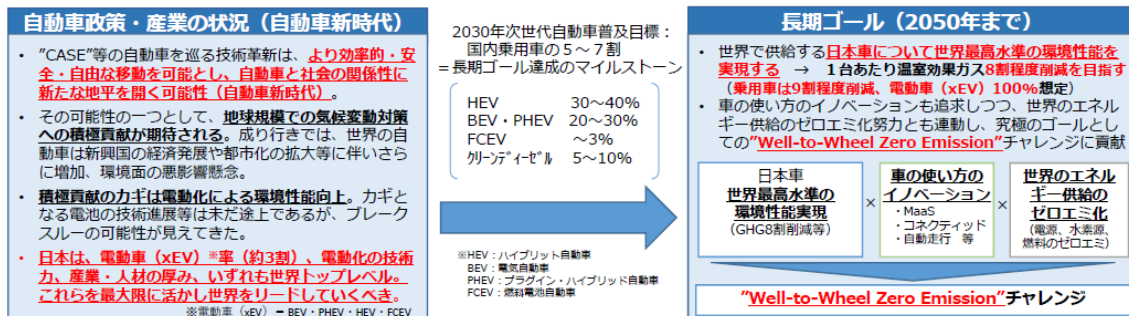 自動車政策・産業の状況（自動車新時代）
・ ”CASE”等の自動車を巡る技術革新は、より効率的・安
全・自由な移動を可能とし、自動車と社会の関係性に
新たな地平を開く可能性（自動車新時代）。
・ その可能性の一つとして、地球規模での気候変動対策
への積極貢献が期待される。成り行きでは、世界の自
動車は新興国の経済発展や都市化の拡大等に伴いさら
に増加、環境面の悪影響懸念。
・ 積極貢献のカギは電動化による環境性能向上。カギと
なる電池の技術進展等は未だ途上であるが、ブレーク
スルーの可能性が見えてきた。
・ 日本は、電動車（xEV）※率（約3割）、電動化の技術
力、産業・人材の厚み、いずれも世界トップレベル。
これらを最大限に活かし世界をリードしていくべき。
※電動車（xEV）＝BEV・PHEV・HEV・FCEV
2030年次世代自動車普及目標：
国内乗用車の５～７割
＝長期ゴール達成のマイルストーン
HEV 30～40%
BEV・PHEV 20～30%
FCEV ～3%
ｸﾘｰﾝﾃﾞｨｰｾﾞﾙ 5～10%
※HEV：ハイブリット自動車
BEV：電気自動車
PHEV：プラグイン・ハイブリッド自動車
FCEV：燃料電池自動車
長期ゴール（2050年まで）
・ 世界で供給する日本車について世界最高水準の環境性能を
実現する → １台あたり温室効果ガス8割程度削減を目指す
（乗用車は9割程度削減、電動車（xEV）100%想定）
・ 車の使い方のイノベーションも追求しつつ、世界のエネル
ギー供給のゼロエミ化努力とも連動し、究極のゴールとし
ての”Well-to-Wheel Zero Emission”チャレンジに貢献
日本車
世界最高水準の
環境性能実現
（GHG8割削減等）
×
車の使い方の
イノベーション
・MaaS
・コネクティッド
・自動走行 等
×
世界のエネル
ギー供給の
ゼロエミ化
（電源、水素源、
燃料のゼロエミ）
”Well-to-Wheel Zero Emission”チャレンジ